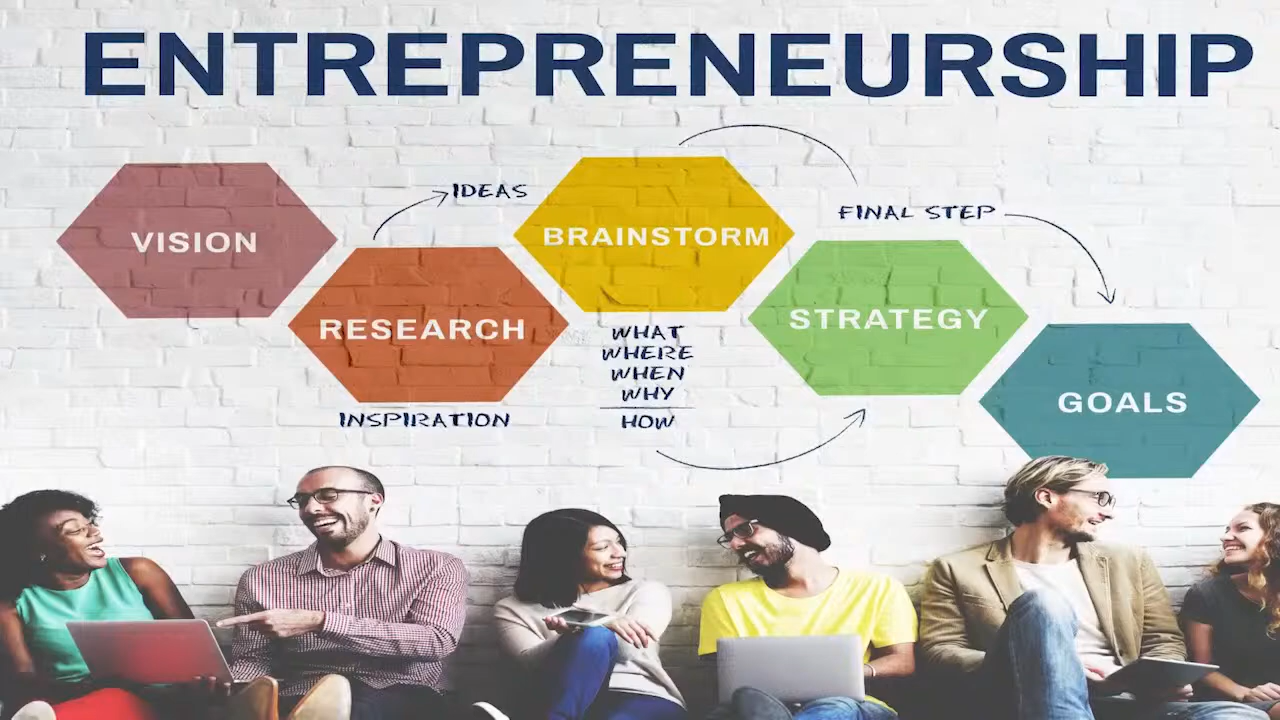 ENTREPRENEURSHIP
VISION
IDEAS
RESEARCH
INSPIRATION
BRAINSTORM
WHAT
WHERE
WHEN
WHY
HOW
STRATEGY
FINAL STEP
GOALS